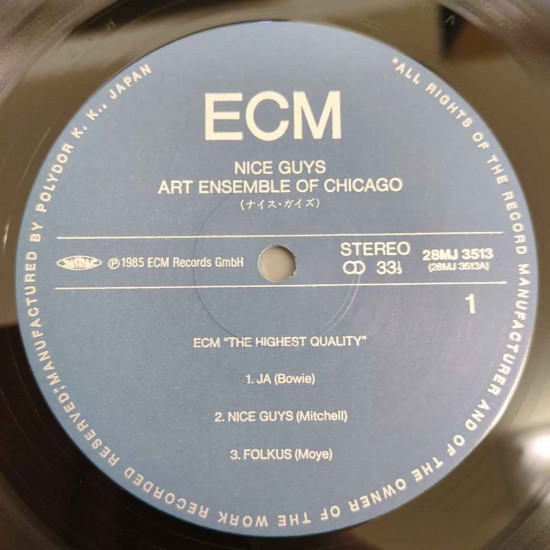 ECM
NICE GUYS
ART ENSEMBLE OF CHICAGO
(ナイス・ガイズ)
JASRAC
Ⓟ1985 ECM Records GmbH
STEREO
33⅓
28MJ 3513
(28MJ 3513A)
1
ECM "THE HIGHEST QUALITY"
1. JA (Bowie)
2. NICE GUYS (Mitchell)
3. FOLKUS (Moye)
"ALL RIGHTS OF THE RECORD MANUFACTURER AND OF THE OWNER OF THE WORK RECORDED RESERVED."MANUFACTURED BY POLYDOR K. K., JAPAN